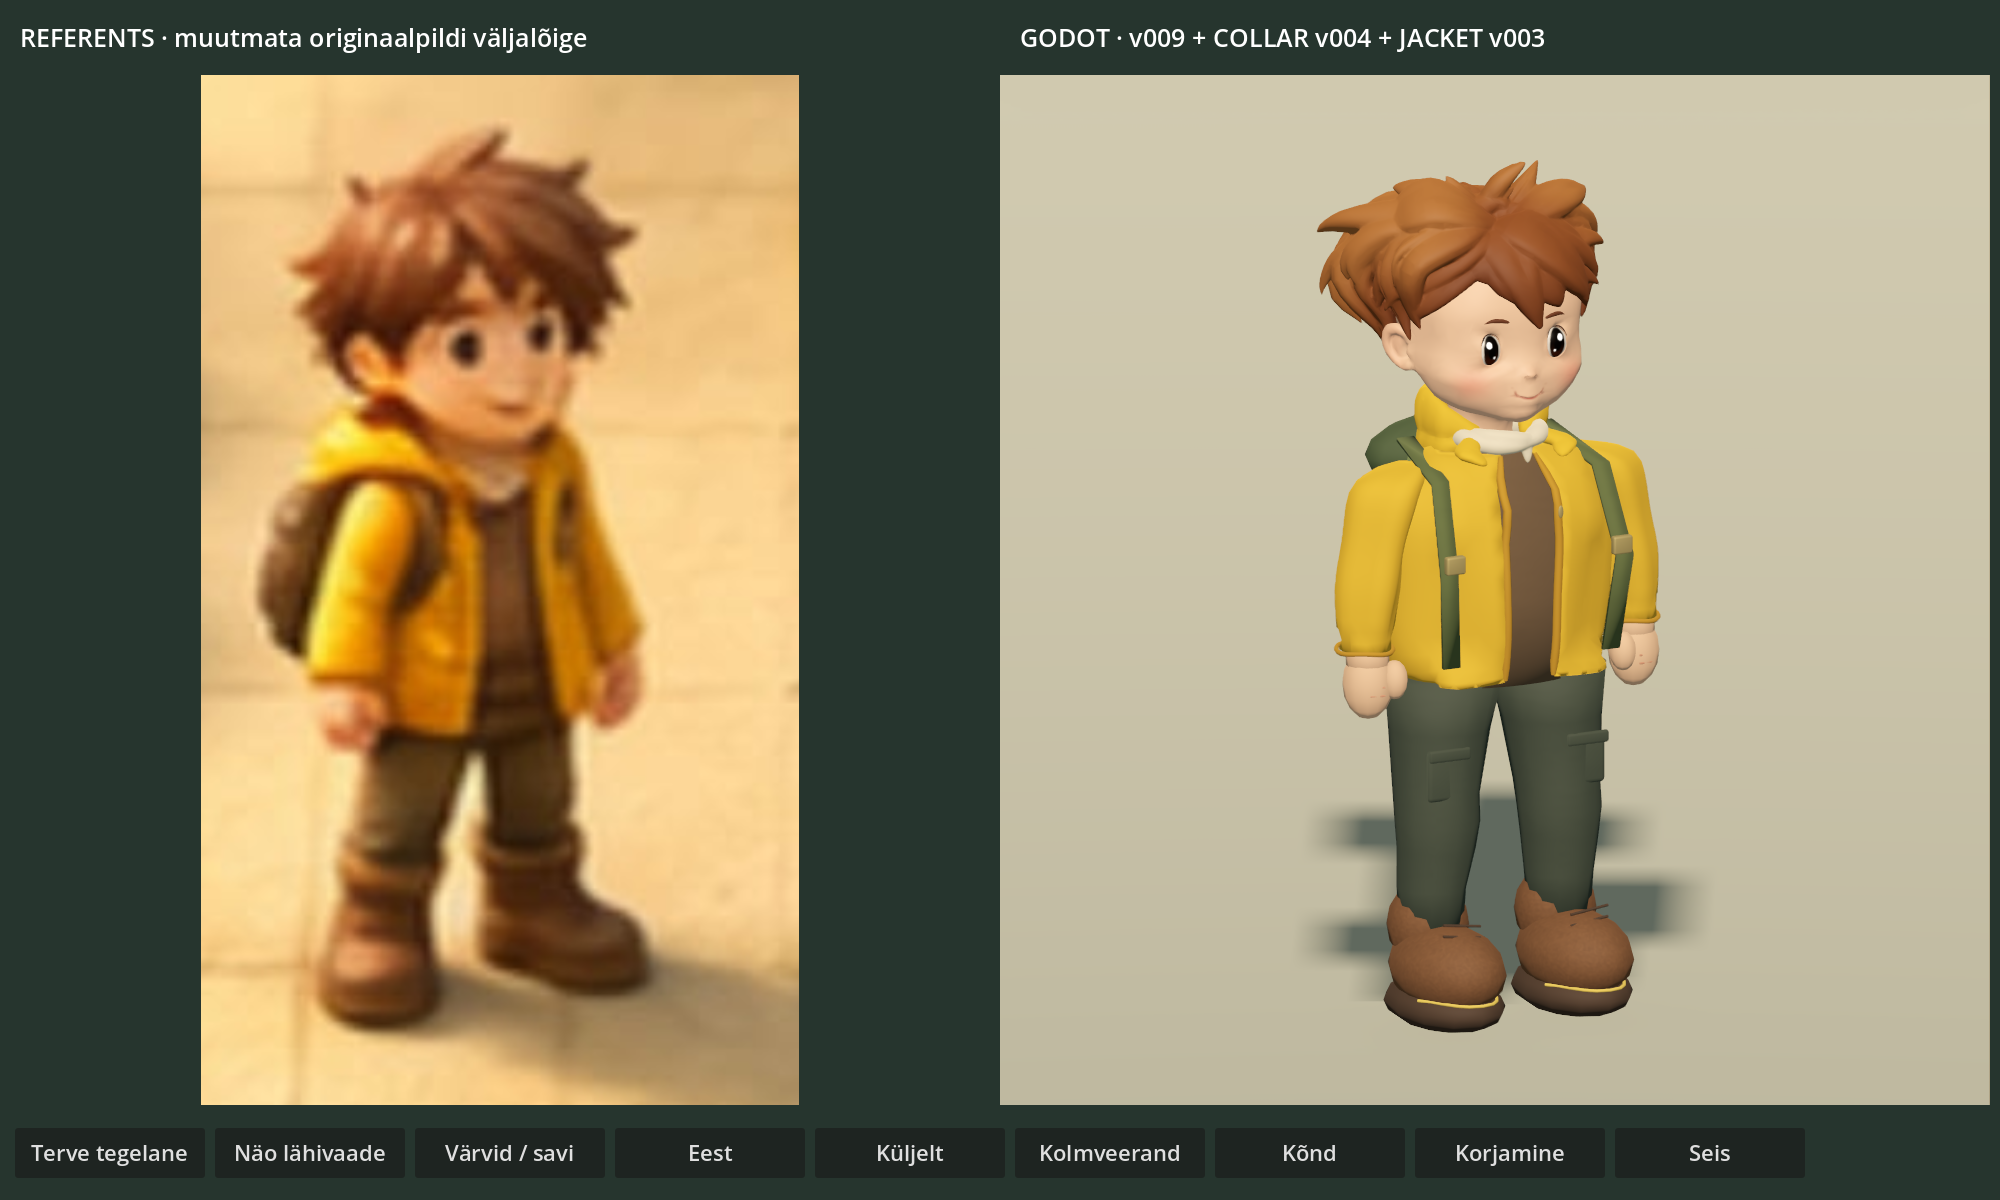 REFERENTS · muutmata originaalpildi väljalõige
GODOT · v009 + COLLAR v004 + JACKET v003
Terve tegelane
Näo lähivaade
Värvid / savi
Eest
Küljelt
Kolmveerand
Kõnd
Korjamine
Seis